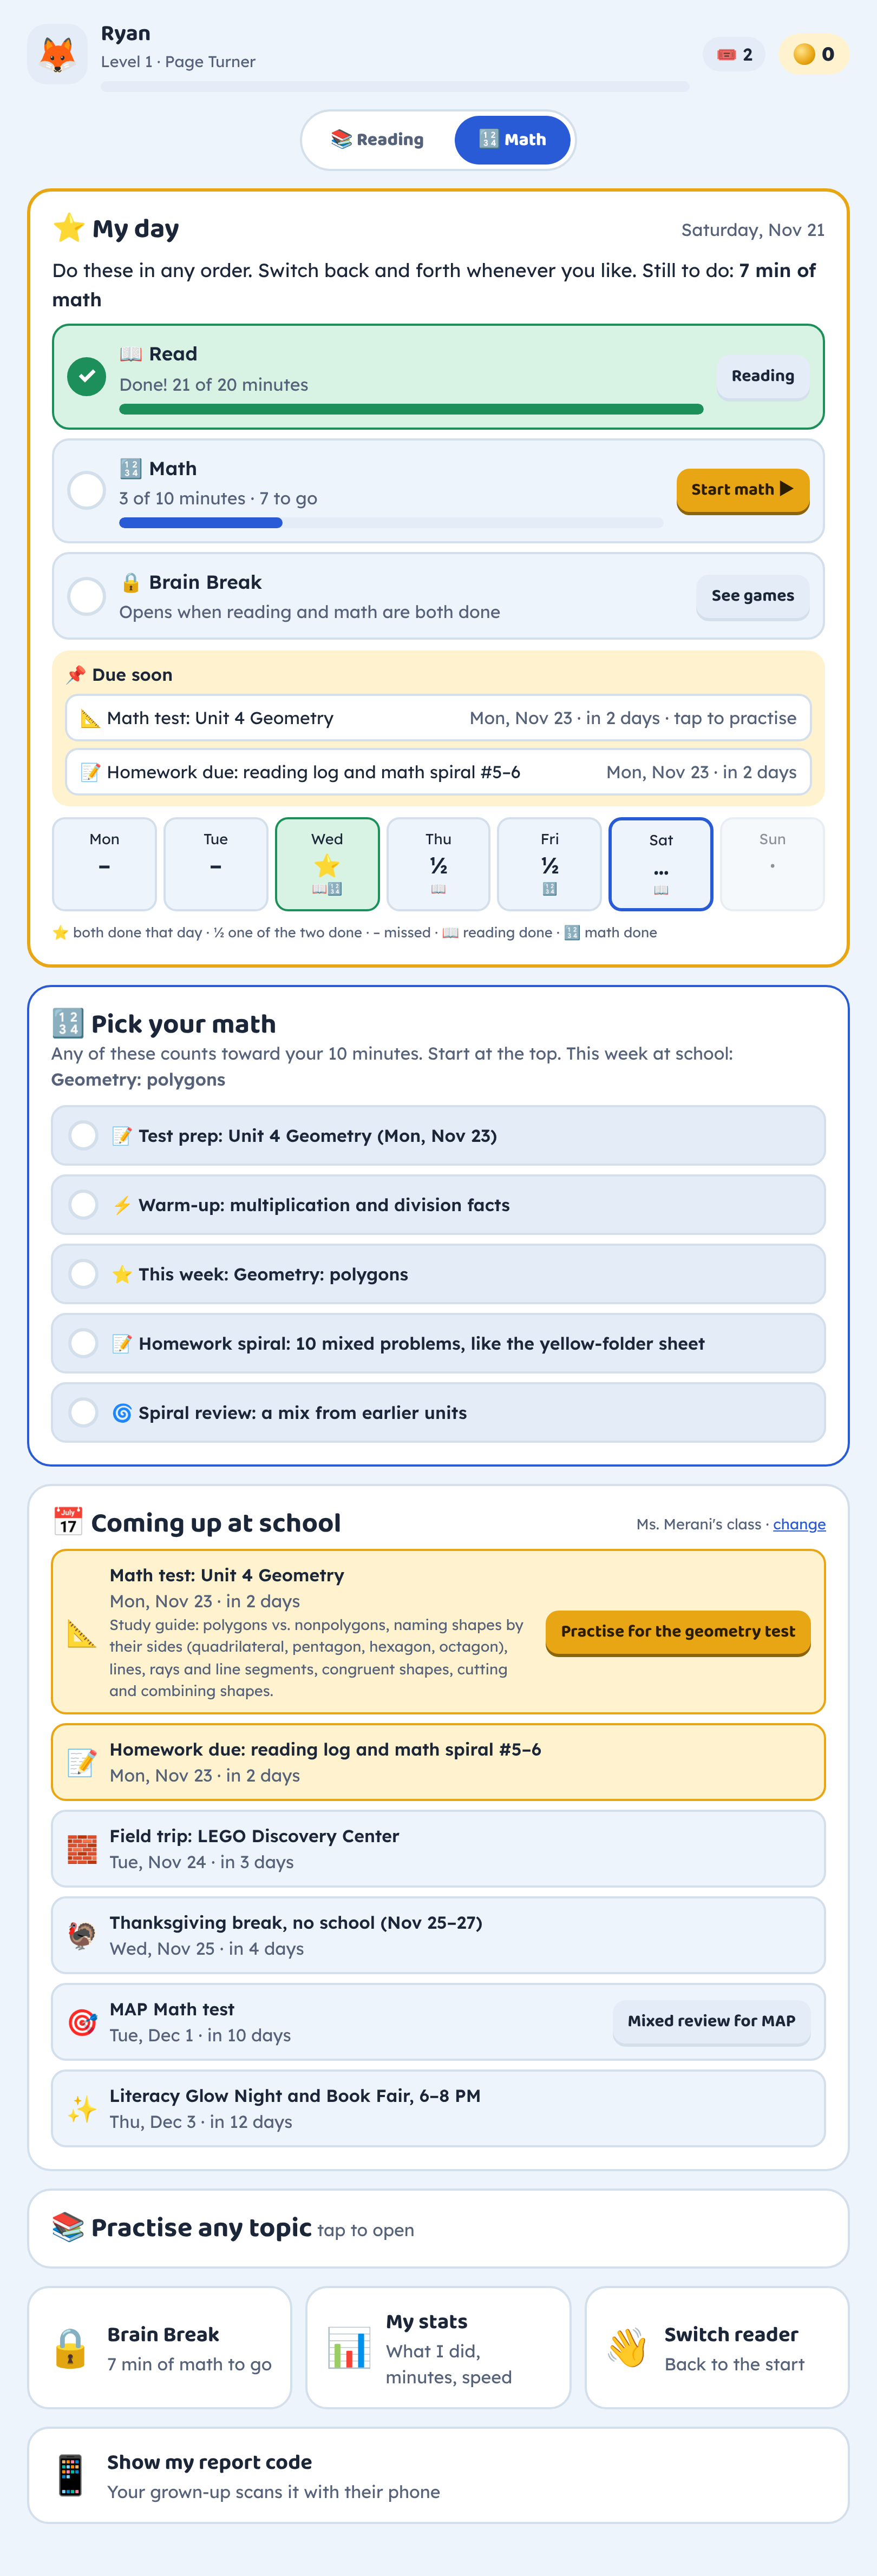 Ryan
Level 1 · Page Turner
2
0
Reading
Math
My day
Saturday, Nov 21
Do these in any order. Switch back and forth whenever you like. Still to do: 7 min of
math
Read
Done! 21 of 20 minutes
Reading
Math
3 of 10 minutes · 7 to go
Start math ▶
Brain Break
Opens when reading and math are both done
See games
Due soon
Math test: Unit 4 Geometry
Mon, Nov 23 · in 2 days · tap to practise
Homework due: reading log and math spiral #5–6
Mon, Nov 23 · in 2 days
Mon
–
Tue
–
Wed
Thu
½
Fri
½
Sat
...
Sun
·
⭐ both done that day · ½ one of the two done · – missed · 📖 reading done · 🔢 math done
Pick your math
Any of these counts toward your 10 minutes. Start at the top. This week at school:
Geometry: polygons
Test prep: Unit 4 Geometry (Mon, Nov 23)
Warm-up: multiplication and division facts
This week: Geometry: polygons
Homework spiral: 10 mixed problems, like the yellow-folder sheet
Spiral review: a mix from earlier units
Coming up at school
Ms. Merani's class · change
Math test: Unit 4 Geometry
Mon, Nov 23 · in 2 days
Study guide: polygons vs. nonpolygons, naming shapes by
their sides (quadrilateral, pentagon, hexagon, octagon),
lines, rays and line segments, congruent shapes, cutting
and combining shapes.
Practise for the geometry test
Homework due: reading log and math spiral #5–6
Mon, Nov 23 · in 2 days
Field trip: LEGO Discovery Center
Tue, Nov 24 · in 3 days
Thanksgiving break, no school (Nov 25–27)
Wed, Nov 25 · in 4 days
MAP Math test
Tue, Dec 1 · in 10 days
Mixed review for MAP
Literacy Glow Night and Book Fair, 6–8 PM
Thu, Dec 3 · in 12 days
Practise any topic tap to open
Brain Break
7 min of math to go
My stats
What I did,
minutes, speed
Switch reader
Back to the start
Show my report code
Your grown-up scans it with their phone